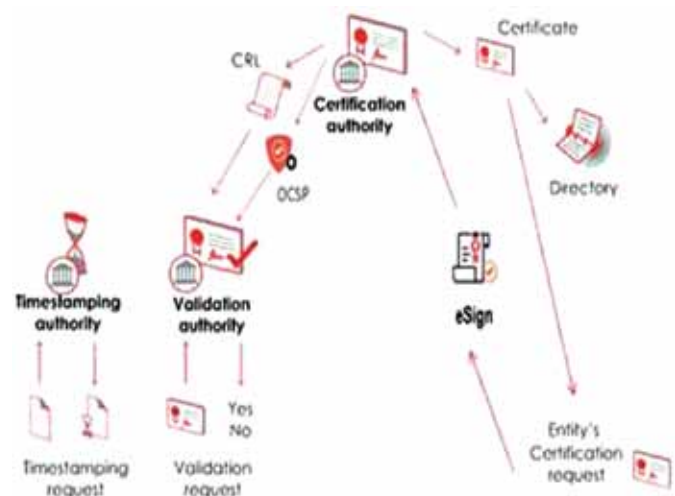 Certificate
CRL
Certification
authority
OCSP
Directory
Timestamping
authority
Validation
authority
eSign
Yes
No
Timestamping
request
Validation
request
Entity's
Certification
request